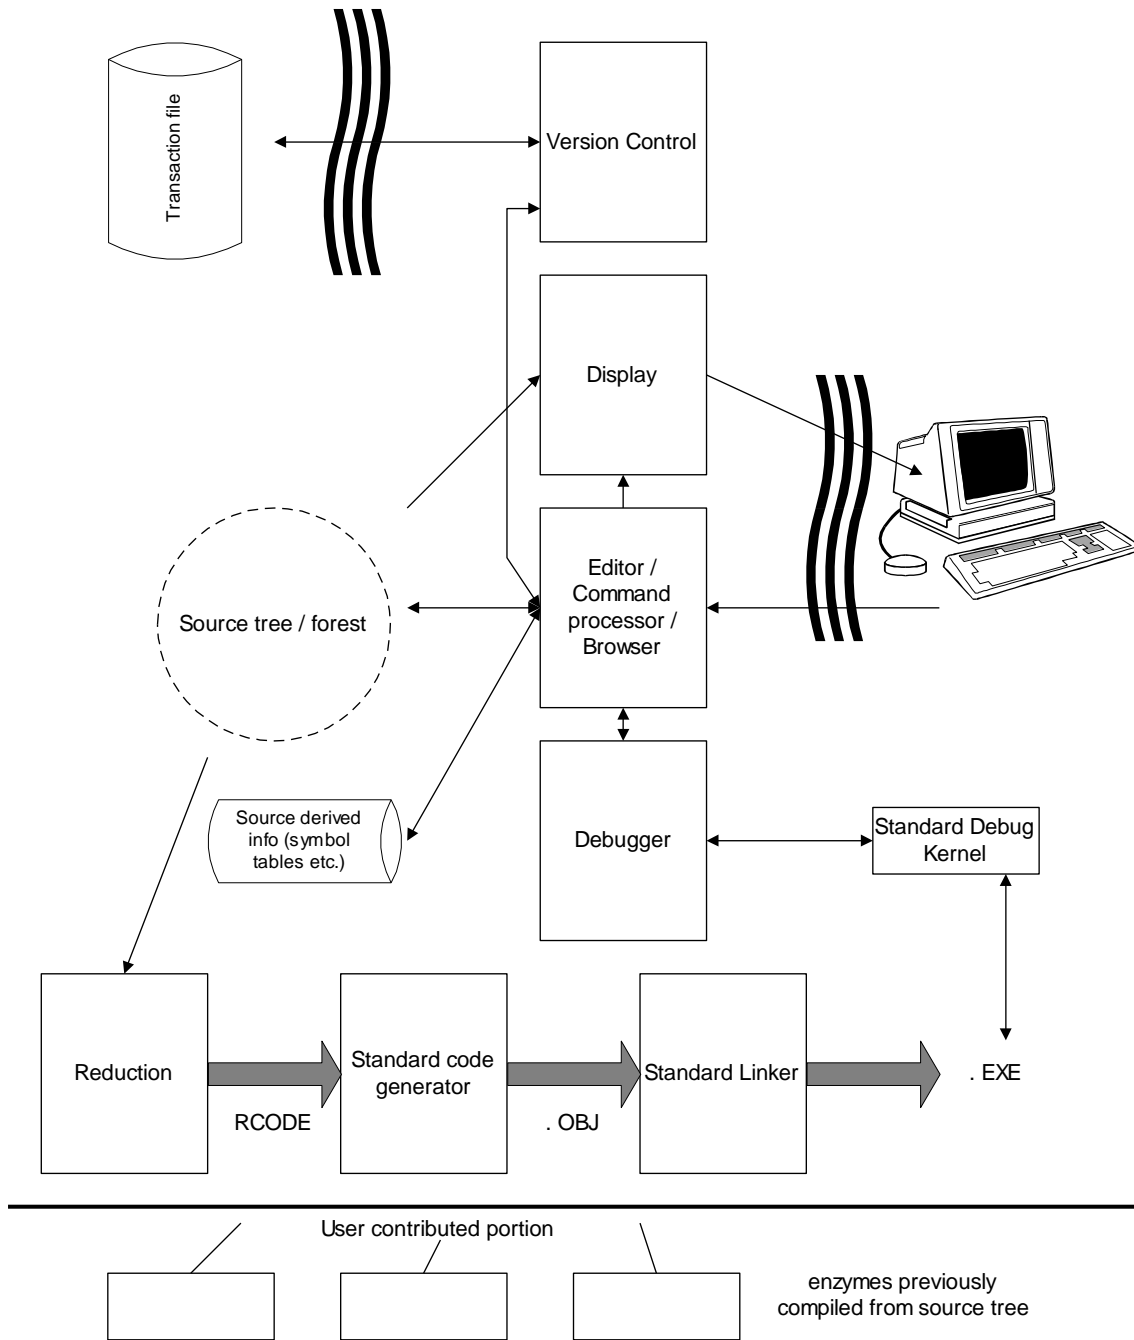 Transaction file
Version Control
Display
Editor /
Command
processor /
Browser
Source tree / forest
Source derived
info (symbol
tables etc.)
Debugger
Standard Debug
Kernel
Reduction
RCODE
Standard code
generator
. OBJ
Standard Linker
. EXE
User contributed portion
enzymes previously
compiled from source tree